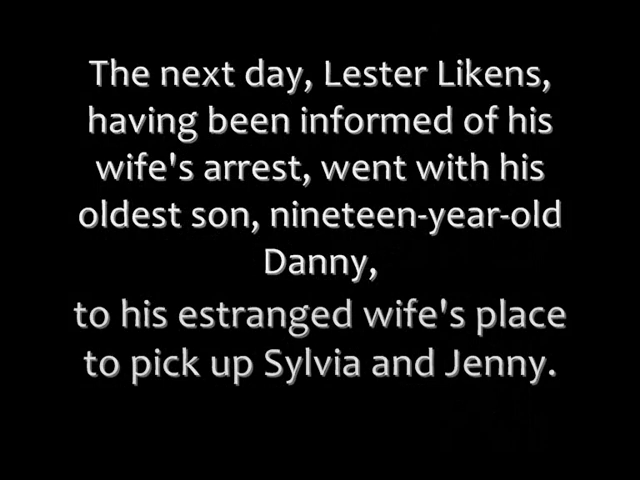 The next day, Lester Likens,
having been informed of his
wife's arrest, went with his
oldest son, nineteen-year-old
Danny,
to his estranged wife's place
to pick up Sylvia and Jenny.